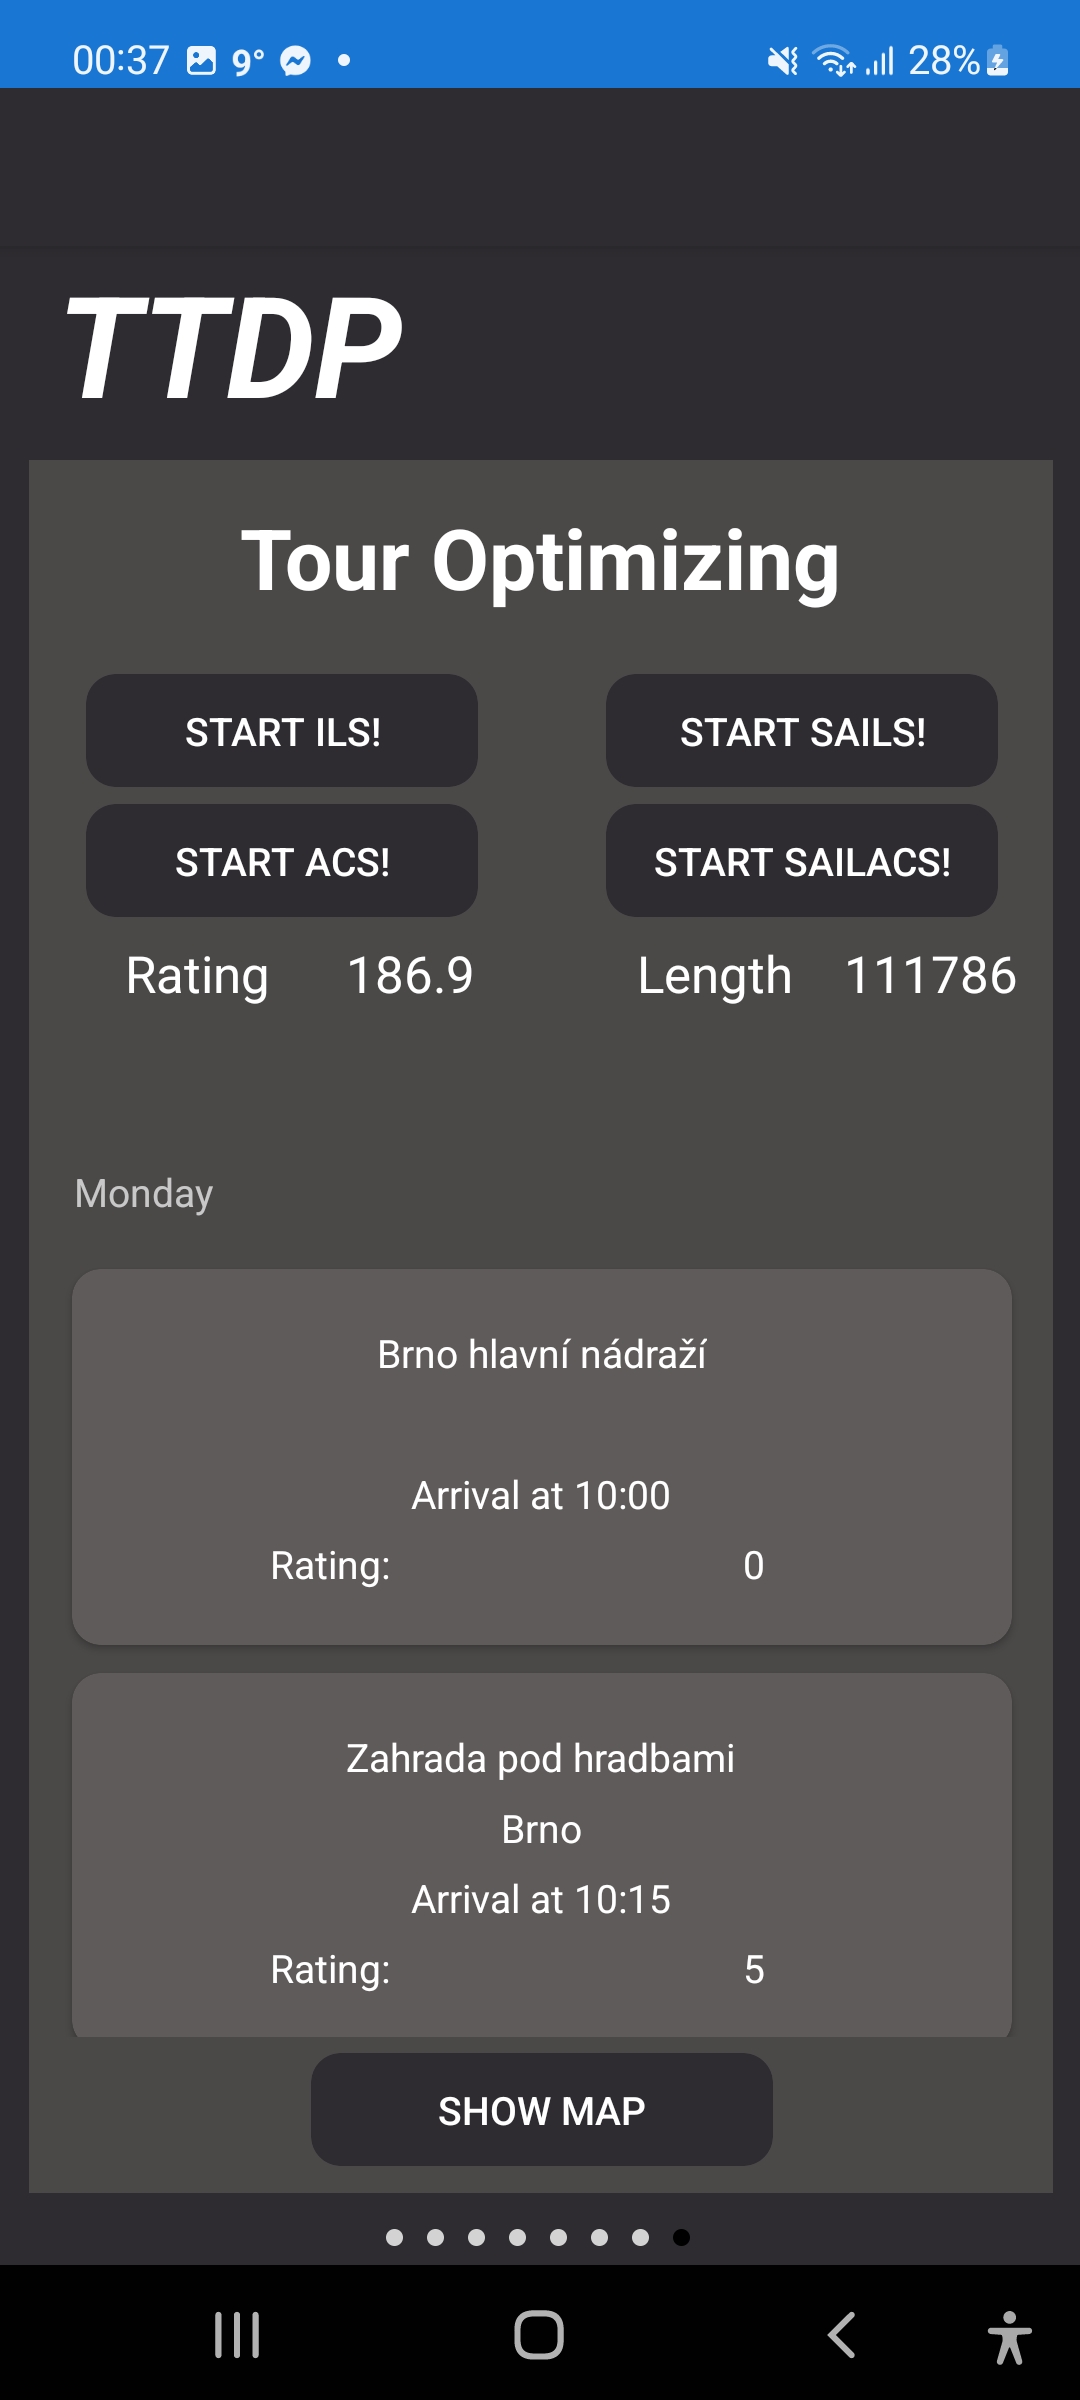 00:37 9° 28%
TTDP
Tour Optimizing
START ILS! START SAILS!
START ACS! START SAILACS!
Rating 186.9 Length 111786
Monday
Brno hlavní nádraží
Arrival at 10:00
Rating: 0
Zahrada pod hradbami
Brno
Arrival at 10:15
Rating: 5
SHOW MAP